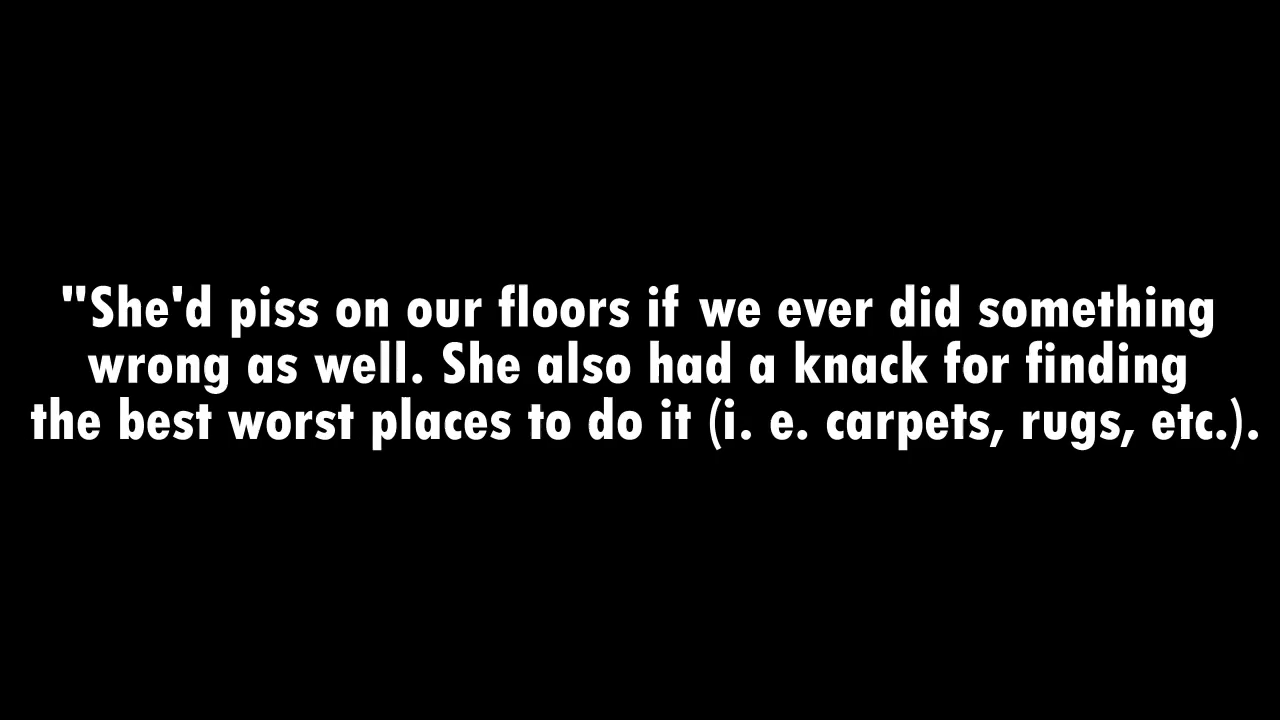 "She'd piss on our floors if we ever did something
wrong as well. She also had a knack for finding
the best worst places to do it (i. e. carpets, rugs, etc.).